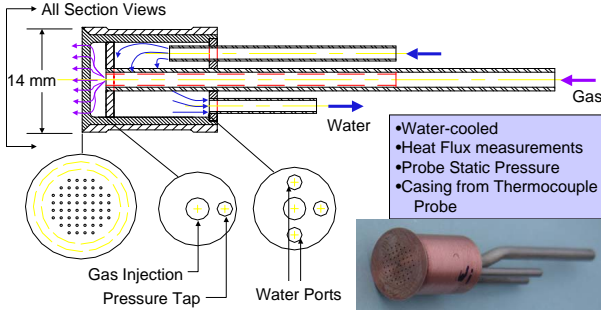 All Section Views
14 mm
Gas
Water
•Water-cooled
•Heat Flux measurements
•Probe Static Pressure
•Casing from Thermocouple
Probe
Gas Injection
Pressure Tap
Water Ports